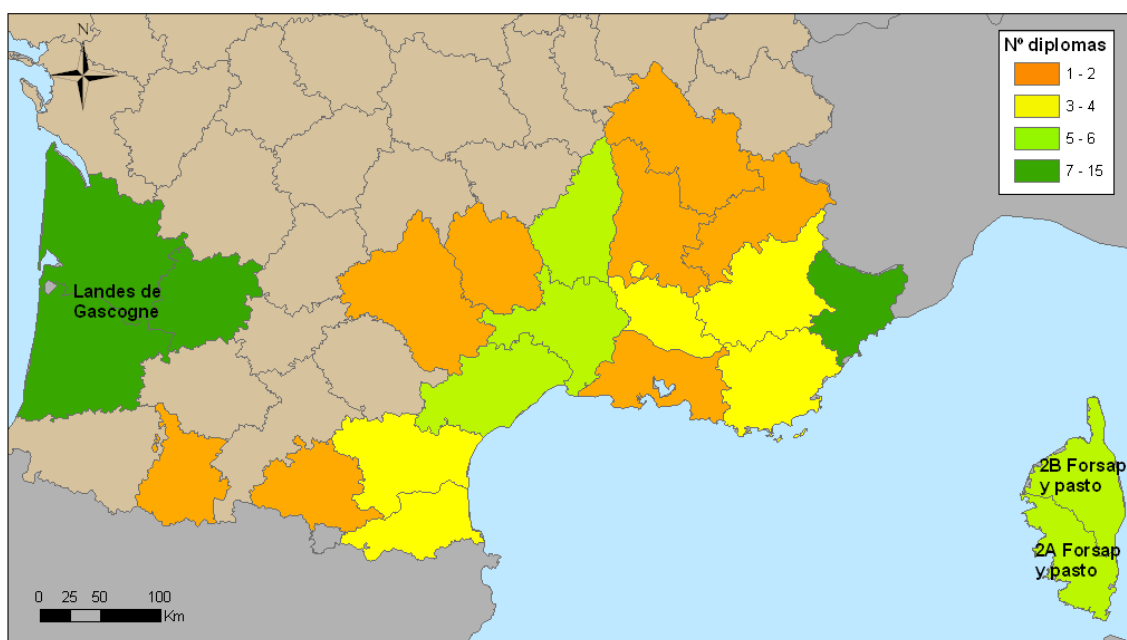 N
Nº diplomas
1 - 2
3 - 4
5 - 6
7 - 15
Landes de
Gascogne
2B Forsap
y pasto
2A Forsap
y pasto
0 25 50 100
Km